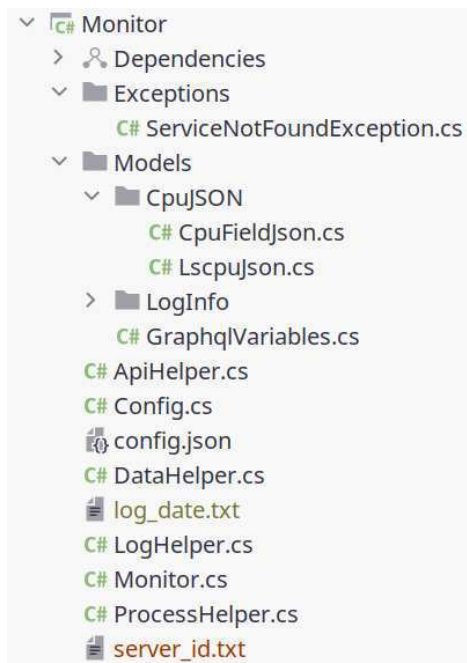 C# Monitor
Dependencies
Exceptions
C# ServiceNotFoundException.cs
Models
CpuJSON
C# CpuFieldJson.cs
C# LscpuJson.cs
LogInfo
C# GraphqlVariables.cs
C# ApiHelper.cs
C# Config.cs
config.json
C# DataHelper.cs
log_date.txt
C# LogHelper.cs
C# Monitor.cs
C# ProcessHelper.cs
server_id.txt